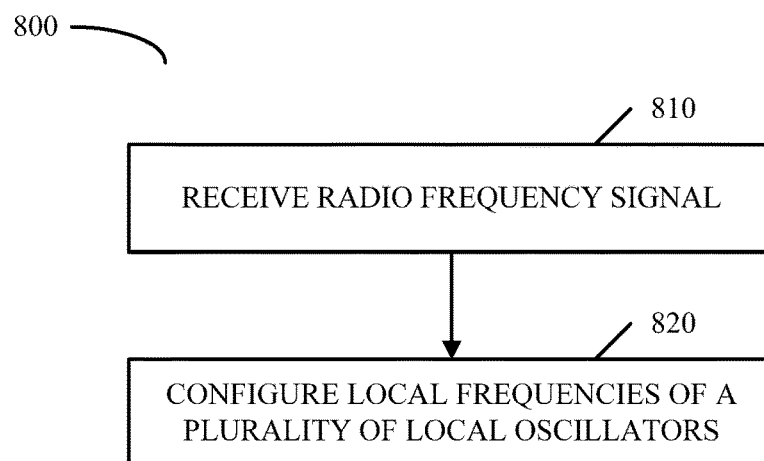 800
810
RECEIVE RADIO FREQUENCY SIGNAL
820
CONFIGURE LOCAL FREQUENCIES OF A
PLURALITY OF LOCAL OSCILLATORS